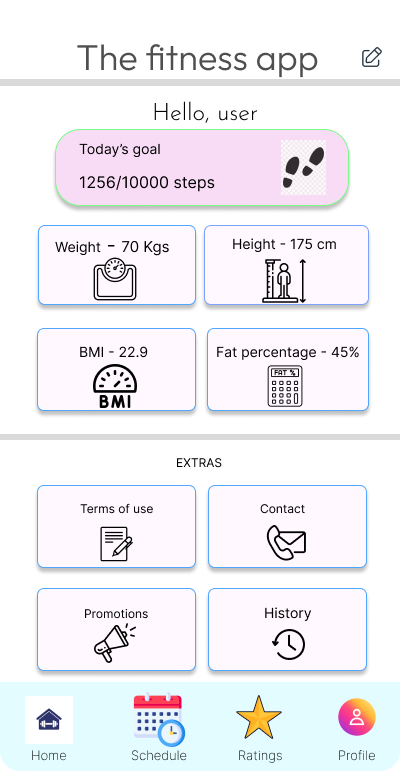 The fitness app
Hello, user
Today's goal
1256/10000 steps
Weight - 70 Kgs
Height - 175 cm
BMI - 22.9
BMI
Fat percentage - 45%
FAT %
EXTRAS
Terms of use
Contact
Promotions
History
Home
Schedule
Ratings
Profile